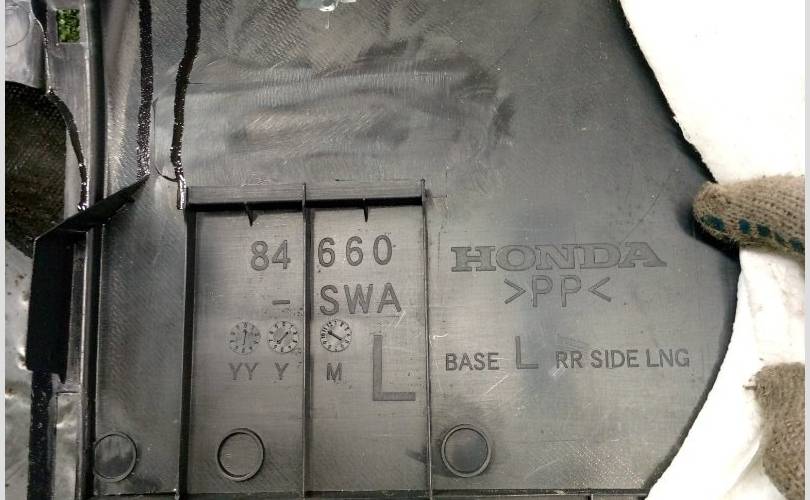 84 660
- SWA
YY Y M
L
HONDA
>PP<
BASE L RR SIDE LNG